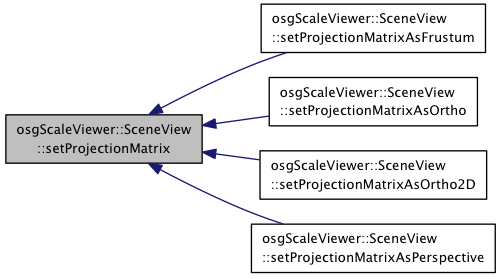 osgScaleViewer::SceneView
::setProjectionMatrixAsFrustum
osgScaleViewer::SceneView
::setProjectionMatrixAsOrtho
osgScaleViewer::SceneView
::setProjectionMatrix
osgScaleViewer::SceneView
::setProjectionMatrixAsOrtho2D
osgScaleViewer::SceneView
::setProjectionMatrixAsPerspective